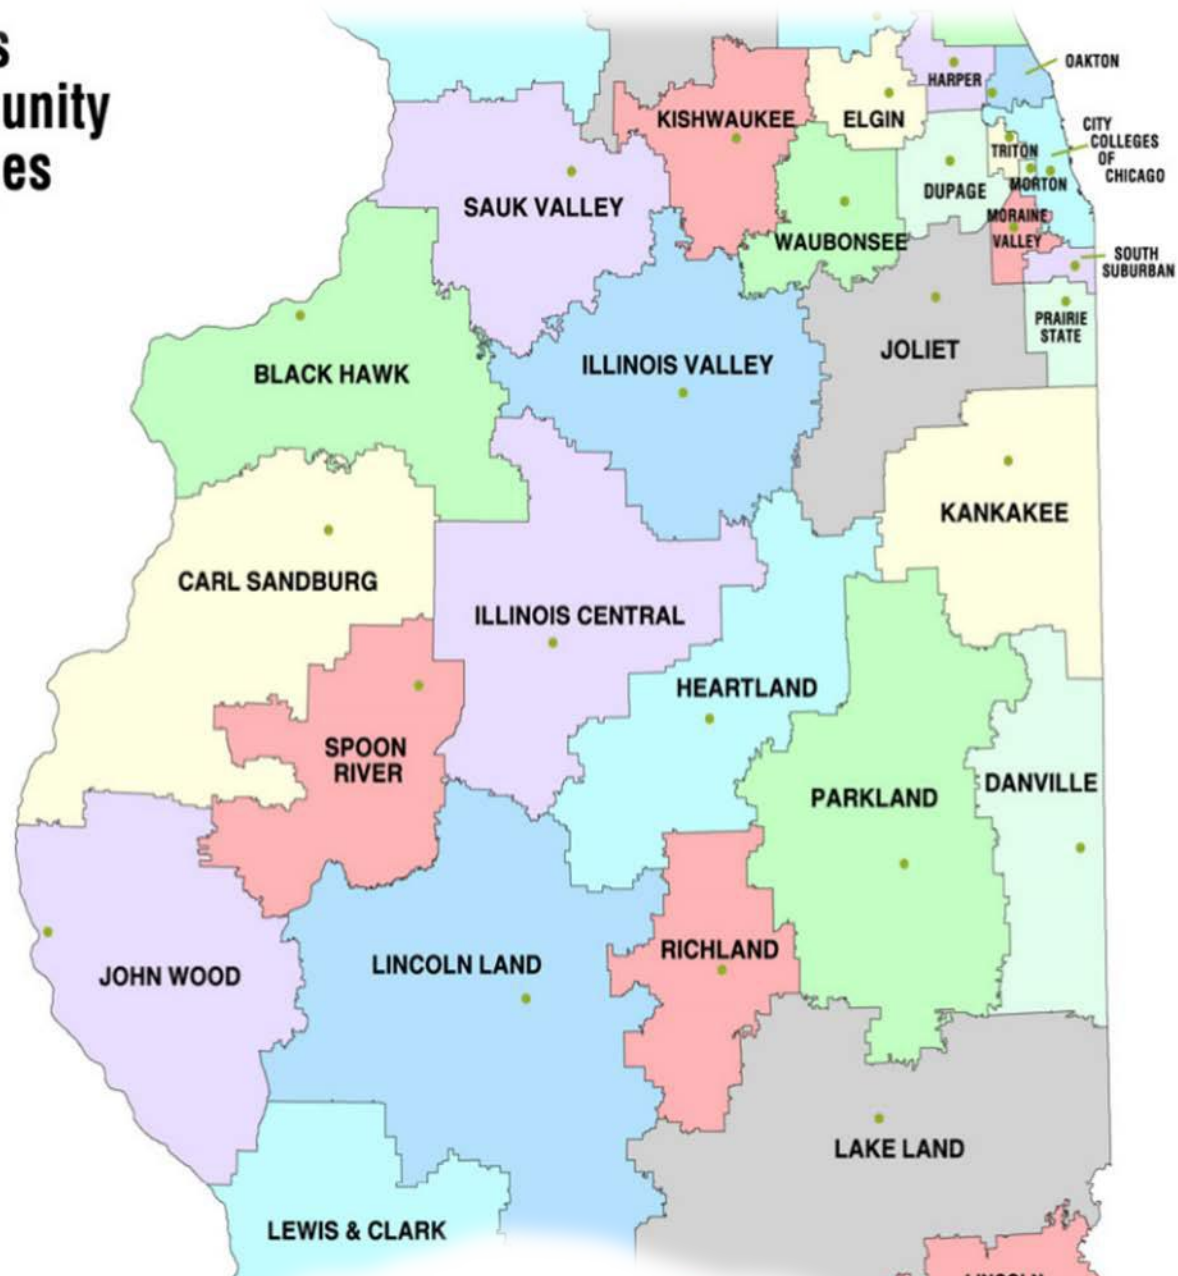 s
unity
es
HARPER
OAKTON
KISHWAUKEE
ELGIN
CITY
COLLEGES
OF
CHICAGO
TRITON
MORTON
DUPAGE
SAUK VALLEY
MORAINE
VALLEY
WAUBONSEE
SOUTH
SUBURBAN
PRAIRIE
STATE
JOLIET
ILLINOIS VALLEY
BLACK HAWK
KANKAKEE
CARL SANDBURG
ILLINOIS CENTRAL
HEARTLAND
SPOON
RIVER
DANVILLE
PARKLAND
RICHLAND
LINCOLN LAND
JOHN WOOD
LAKE LAND
LEWIS & CLARK
LINCOLN